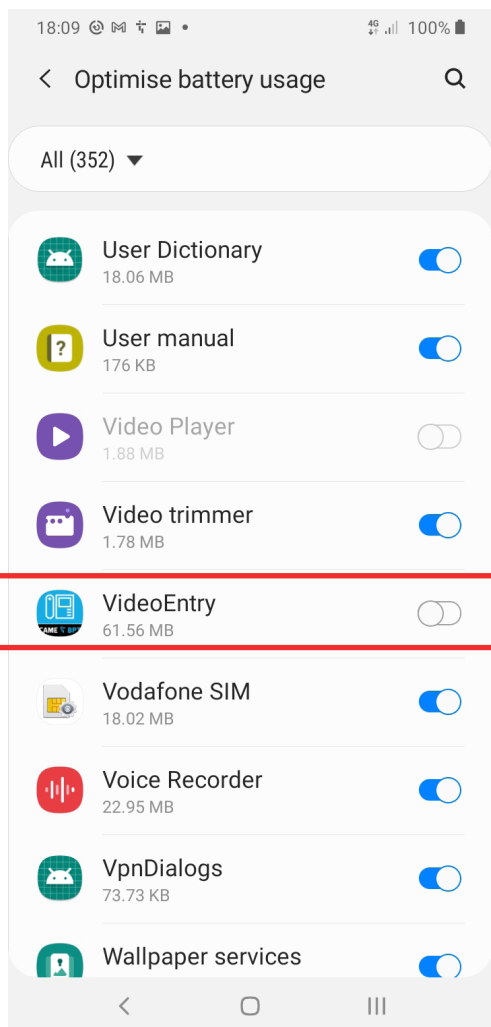 18:09
4G
100%
Optimise battery usage
All (352)
User Dictionary
18.06 MB
?
User manual
176 KB
Video Player
1.88 MB
Video trimmer
1.78 MB
VideoEntry
61.56 MB
Vodafone SIM
18.02 MB
Voice Recorder
22.95 MB
VpnDialogs
73.73 KB
Wallpaper services